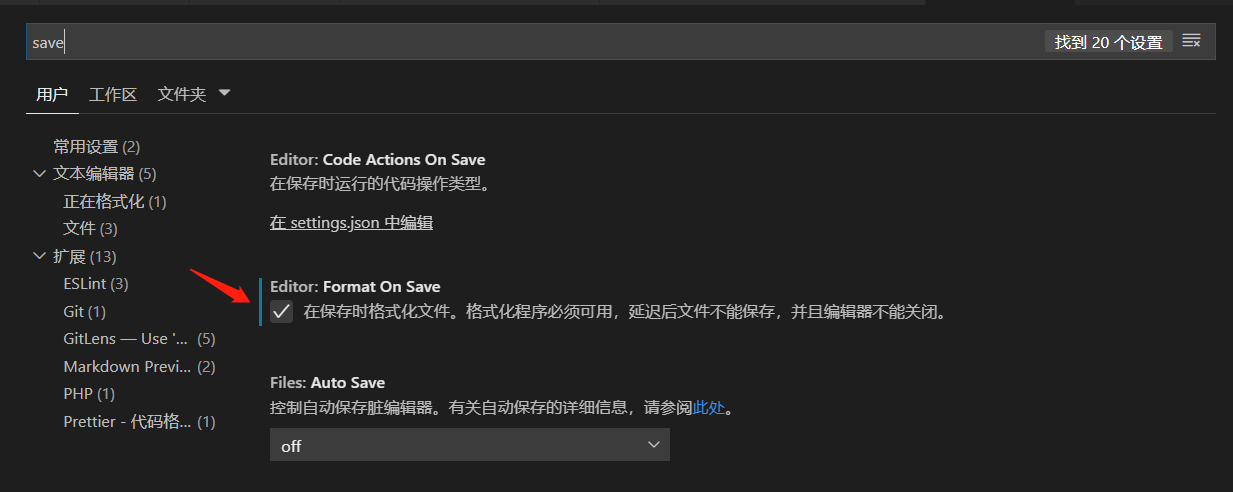 save
找到 20 个设置
用户 工作区 文件夹
常用设置 (2)
文本编辑器 (5)
正在格式化 (1)
文件 (3)
扩展 (13)
ESLint (3)
Git (1)
GitLens — Use '... (5)
Markdown Previ... (2)
PHP (1)
Prettier - 代码格... (1)
Editor: Code Actions On Save
在保存时运行的代码操作类型。
在 settings.json 中编辑
Editor: Format On Save
在保存时格式化文件。格式化程序必须可用，延迟后文件不能保存，并且编辑器不能关闭。
Files: Auto Save
控制自动保存脏编辑器。有关自动保存的详细信息，请参阅此处。
off